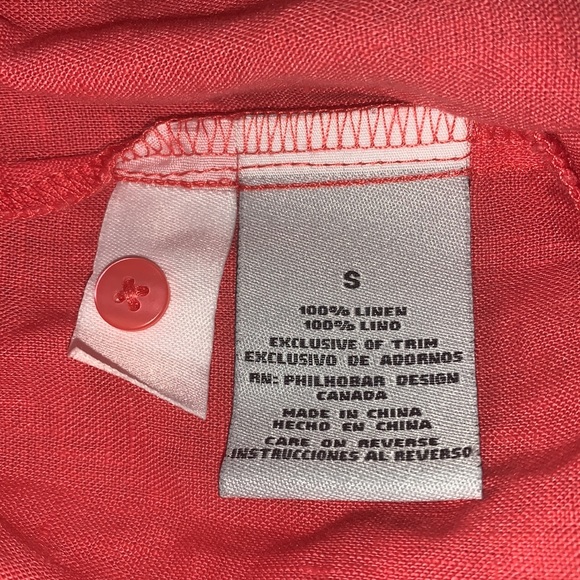 S
100% LINEN
100% LINO
EXCLUSIVE OF TRIM
EXCLUSIVO DE ADORNOS
RN: PHILHOBAR DESIGN
CANADA
MADE IN CHINA
HECHO EN CHINA
CARE ON REVERSE
INSTRUCCIONES AL REVERSO